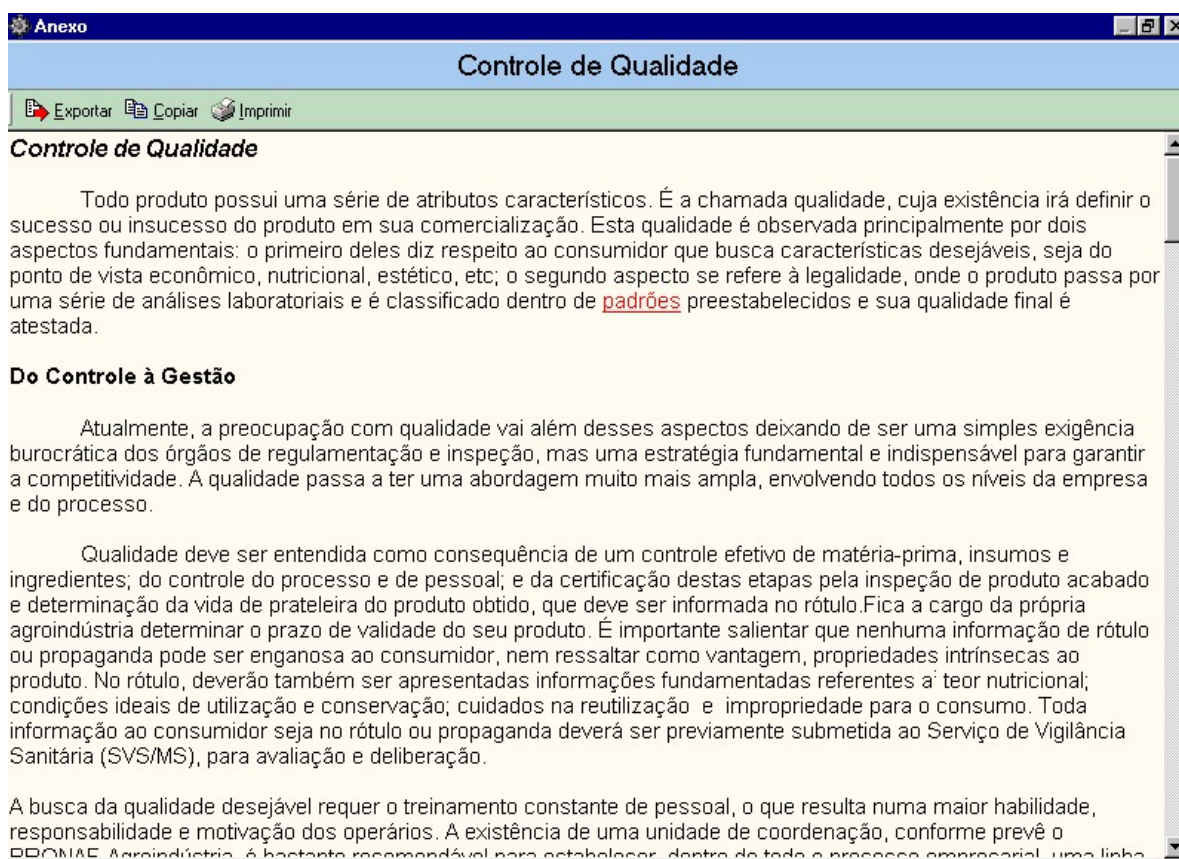 Anexo
Controle de Qualidade
Exportar Copiar Imprimir
Controle de Qualidade
Todo produto possui uma série de atributos característicos. É a chamada qualidade, cuja existência irá definir o
sucesso ou insucesso do produto em sua comercialização. Esta qualidade é observada principalmente por dois
aspectos fundamentais: o primeiro deles diz respeito ao consumidor que busca características desejáveis, seja do
ponto de vista econômico, nutricional, estético, etc; o segundo aspecto se refere à legalidade, onde o produto passa por
uma série de análises laboratoriais e é classificado dentro de padrões preestabelecidos e sua qualidade final é
atestada.
Do Controle à Gestão
Atualmente, a preocupação com qualidade vai além desses aspectos deixando de ser uma simples exigência
burocrática dos órgãos de regulamentação e inspeção, mas uma estratégia fundamental e indispensável para garantir
a competitividade. A qualidade passa a ter uma abordagem muito mais ampla, envolvendo todos os níveis da empresa
e do processo.
Qualidade deve ser entendida como consequência de um controle efetivo de matéria-prima, insumos e
ingredientes; do controle do processo e de pessoal; e da certificação destas etapas pela inspeção de produto acabado
e determinação da vida de prateleira do produto obtido, que deve ser informada no rótulo.Fica a cargo da própria
agroindústria determinar o prazo de validade do seu produto. É importante salientar que nenhuma informação de rótulo
ou propaganda pode ser enganosa ao consumidor, nem ressaltar como vantagem, propriedades intrínsecas ao
produto. No rótulo, deverão também ser apresentadas informações fundamentadas referentes a: teor nutricional;
condições ideais de utilização e conservação; cuidados na reutilização e impropriedade para o consumo. Toda
informação ao consumidor seja no rótulo ou propaganda deverá ser previamente submetida ao Serviço de Vigilância
Sanitária (SVS/MS), para avaliação e deliberação.
A busca da qualidade desejável requer o treinamento constante de pessoal, o que resulta numa maior habilidade,
responsabilidade e motivação dos operários. A existência de uma unidade de coordenação, conforme prevê o
PRONAF Agroindústria, é bastante recomendável para estabelecer, dentro de todo o processo empresarial, uma linha